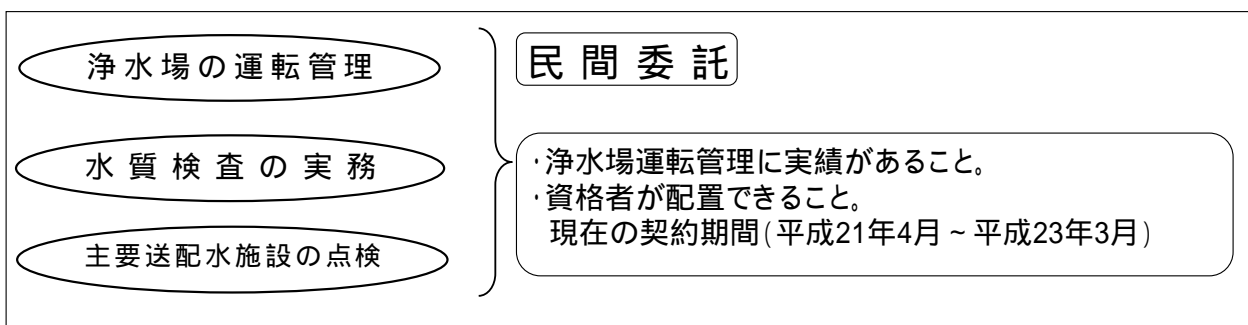 浄水場の運転管理
水質検査の実務
主要送配水施設の点検
民間委託
・浄水場運転管理に実績があること。
・資格者が配置できること。
現在の契約期間(平成21年4月~平成23年3月)